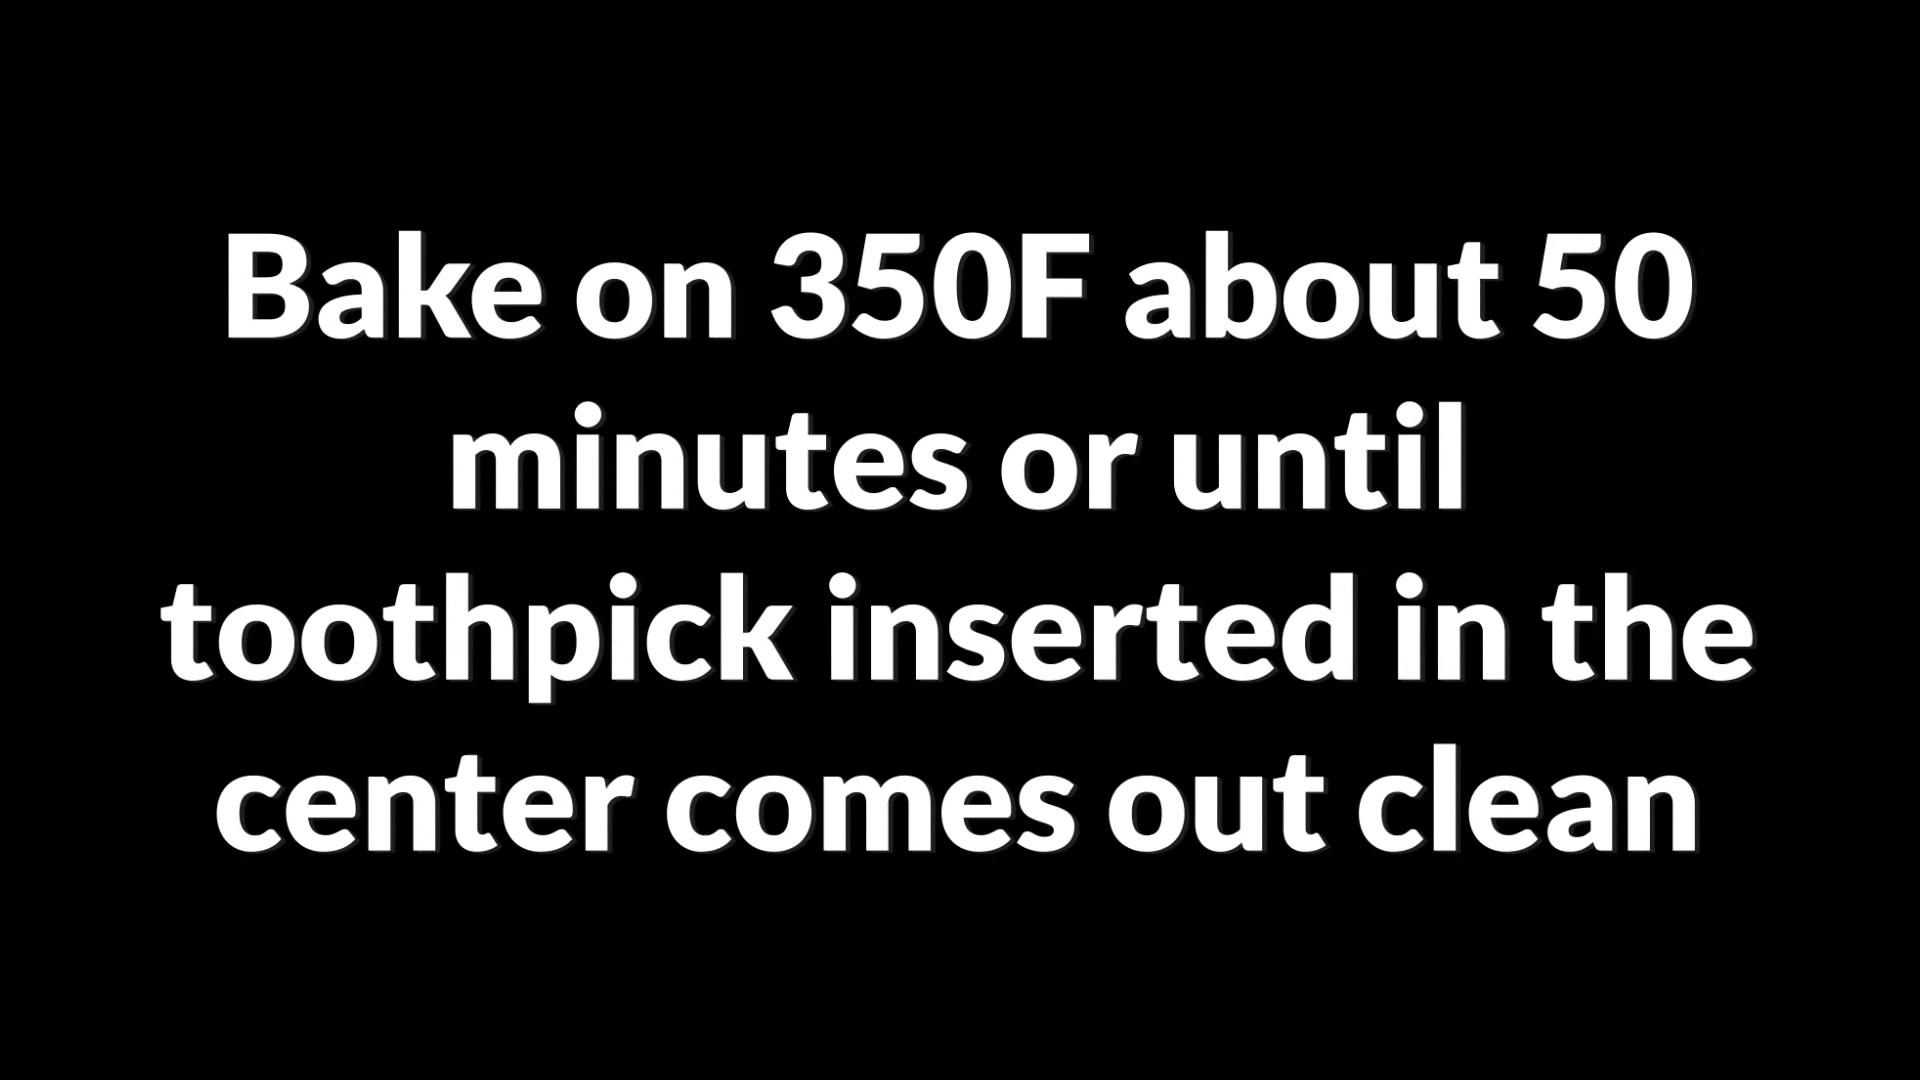 Bake on 350F about 50
minutes or until
toothpick inserted in the
center comes out clean